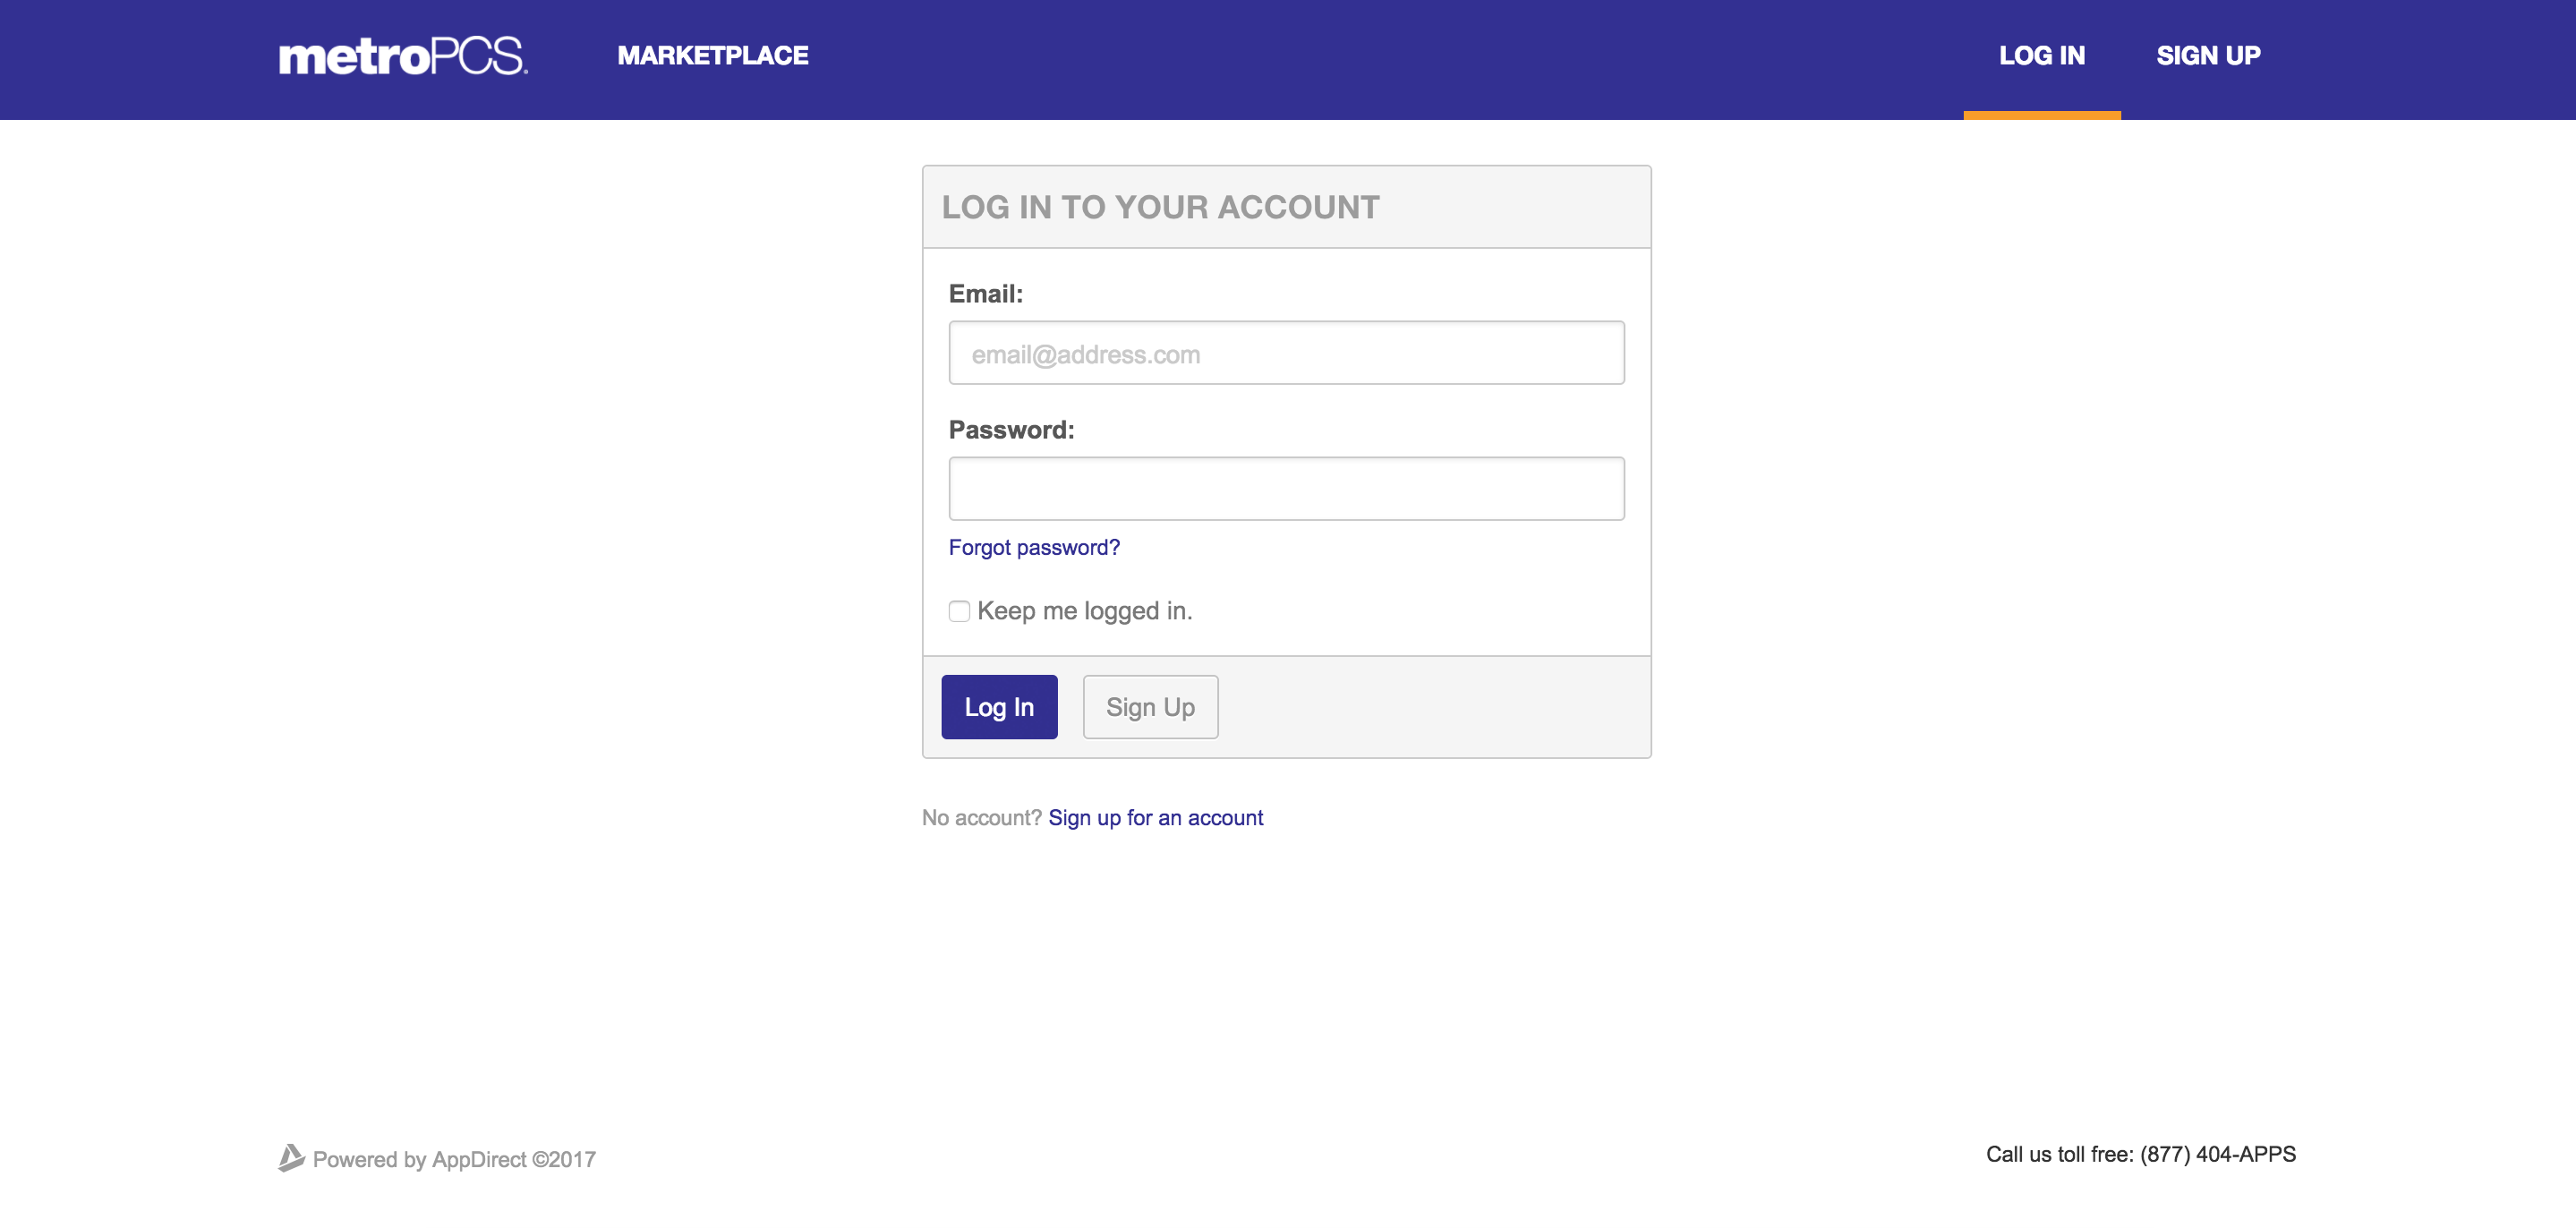 metroPCS. MARKETPLACE LOG IN SIGN UP
LOG IN TO YOUR ACCOUNT
Email:
email@address.com
Password:
Forgot password?
Keep me logged in.
Log In Sign Up
No account? Sign up for an account
Powered by AppDirect ©2017
Call us toll free: (877) 404-APPS